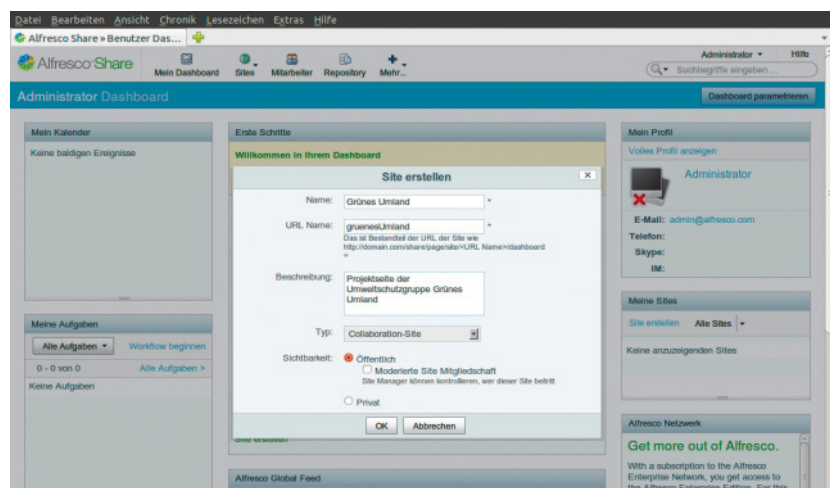 Datei Bearbeiten Ansicht Chronik Lesezeichen Extras Hilfe
Alfresco Share » Benutzer Das...
Alfresco Share
Mein Dashboard Sites Mitarbeiter Repository Mehr...
Administrator Hilfe
Suchbegriffe eingeben ...
Administrator Dashboard
Dashboard parametrieren
Mein Kalender
Keine baldigen Ereignisse
Meine Aufgaben
Alle Aufgaben Workflow beginnen
0 - 0 von 0 Alle Aufgaben >
Keine Aufgaben
Erste Schritte
Willkommen in Ihrem Dashboard
Site erstellen
Name: Grünes Umland *
URL Name: gruenesUmland *
Das ist Bestandteil der URL der Site wie
http://domain.com/share/page/site/<URL Name>/dashboard
Beschreibung: Projektseite der
Umweltschutzgruppe Grünes
Umland
Typ: Collaboration-Site
Sichtbarkeit: Öffentlich
Moderierte Site Mitgliedschaft
Site Manager können kontrollieren, wer dieser Site beitritt
Privat
OK Abbrechen
Site erstellen
Alfresco Global Feed
Mein Profil
Volles Profil anzeigen
Administrator
E-Mail: admin@alfresco.com
Telefon:
Skype:
IM:
Meine Sites
Site erstellen Alle Sites
Keine anzuzeigenden Sites
Alfresco Netzwerk
Get more out of Alfresco.
With a subscription to the Alfresco
Enterprise Network, you get access to
the Alfresco Enterprise Edition. For this